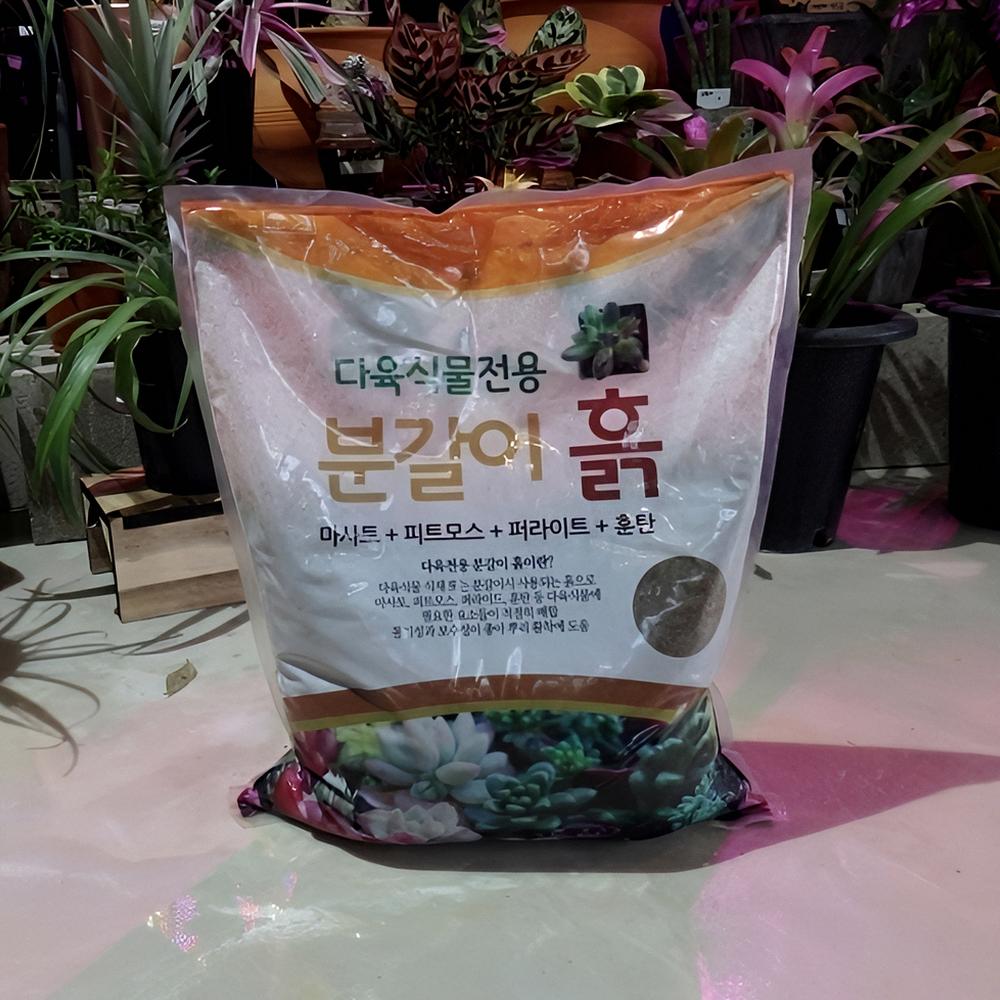 다육식물전용
분갈이 흙
마사토 + 피트모스 + 퍼라이트 + 훈탄
다육전용 분갈이 흙이란?
다육식물 식재 또는 분갈이시 사용되는 흙으로
마사토, 피트모스, 퍼라이트, 훈탄 등 다육식물에
필요한 요소들이 적절히 배합
통기성과 보수성이 좋아 뿌리 활착에 도움